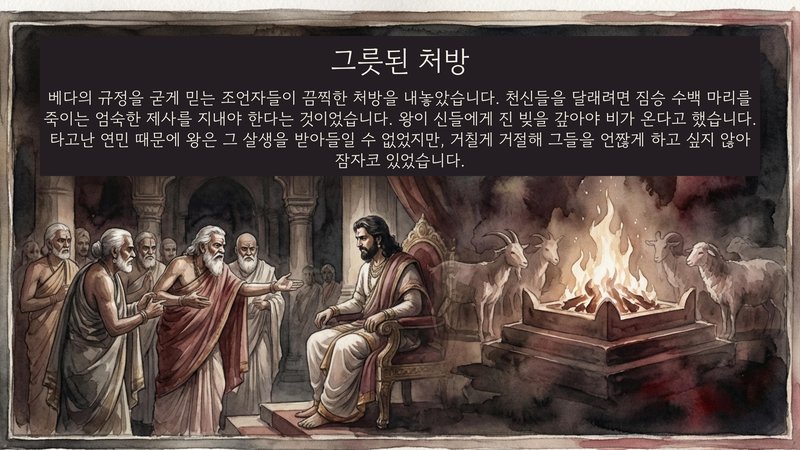 그릇된 처방
베다의 규정을 굳게 믿는 조언자들이 끔찍한 처방을 내놓았습니다. 천신들을 달래려면 짐승 수백 마리를
죽이는 엄숙한 제사를 지내야 한다는 것이었습니다. 왕이 신들에게 진 빚을 갚아야 비가 온다고 했습니다.
타고난 연민 때문에 왕은 그 살생을 받아들일 수 없었지만, 거칠게 거절해 그들을 언짢게 하고 싶지 않아
잠자코 있었습니다.